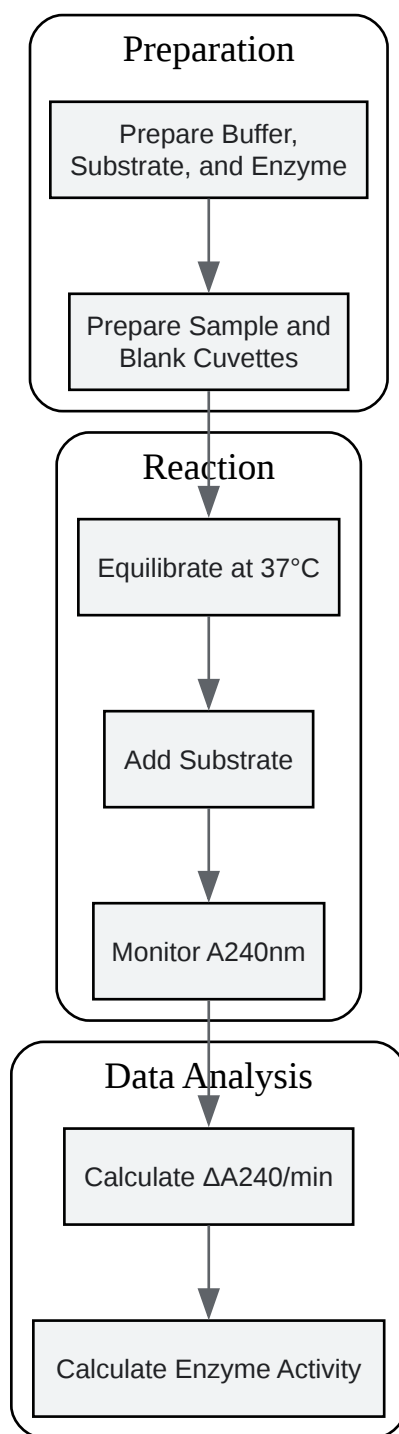 Preparation
Prepare Buffer,
Substrate, and Enzyme
Prepare Sample and
Blank Cuvettes
Reaction
Equilibrate at 37°C
Add Substrate
Monitor A240nm
Data Analysis
Calculate ΔA240/min
Calculate Enzyme Activity